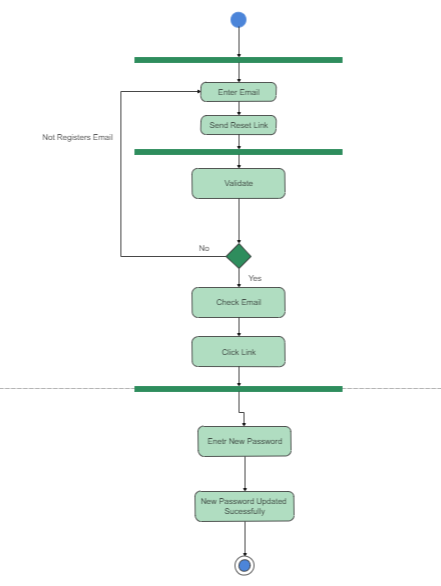 Enter Email
Send Reset Link
Not Registers Email
Validate
No
Yes
Check Email
Click Link
Enetr New Password
New Password Updated
Sucessfully